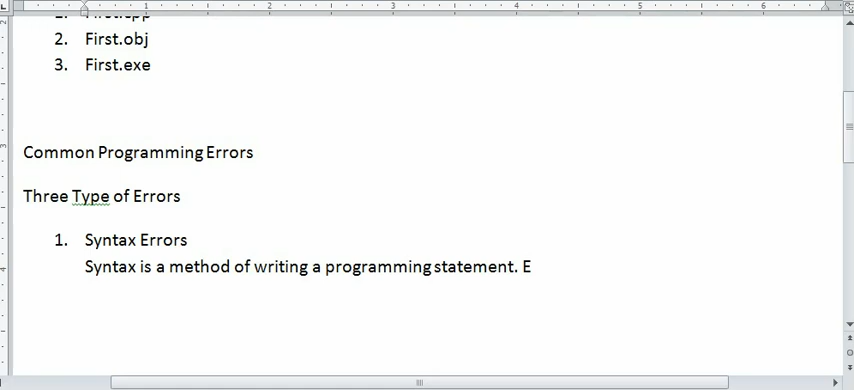 2. First.obj
3. First.exe
Common Programming Errors
Three Type of Errors
1. Syntax Errors
Syntax is a method of writing a programming statement. E